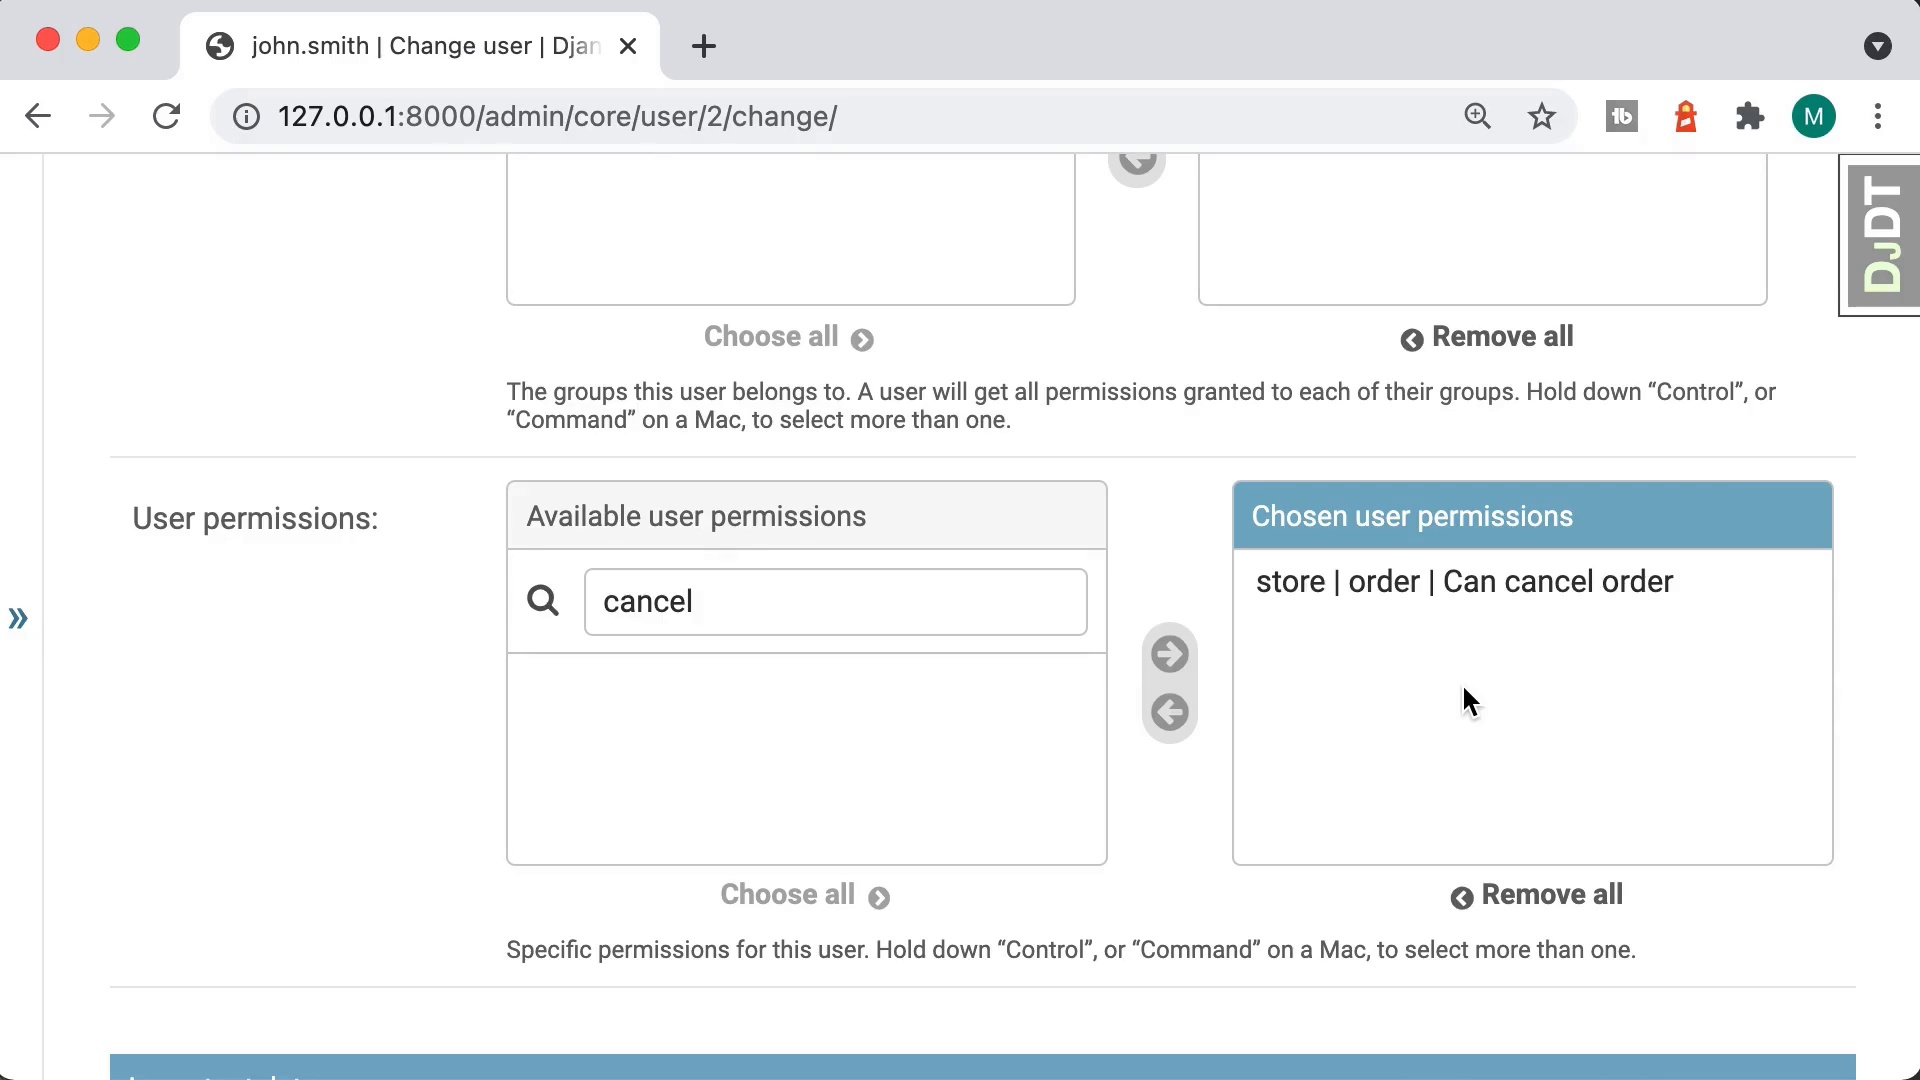 john.smith | Change user | Djan
127.0.0.1:8000/admin/core/user/2/change/
M
DJDT
Choose all
Remove all
The groups this user belongs to. A user will get all permissions granted to each of their groups. Hold down “Control”, or
“Command” on a Mac, to select more than one.
User permissions:
Available user permissions
Chosen user permissions
cancel
store | order | Can cancel order
Choose all
Remove all
Specific permissions for this user. Hold down “Control”, or “Command” on a Mac, to select more than one.